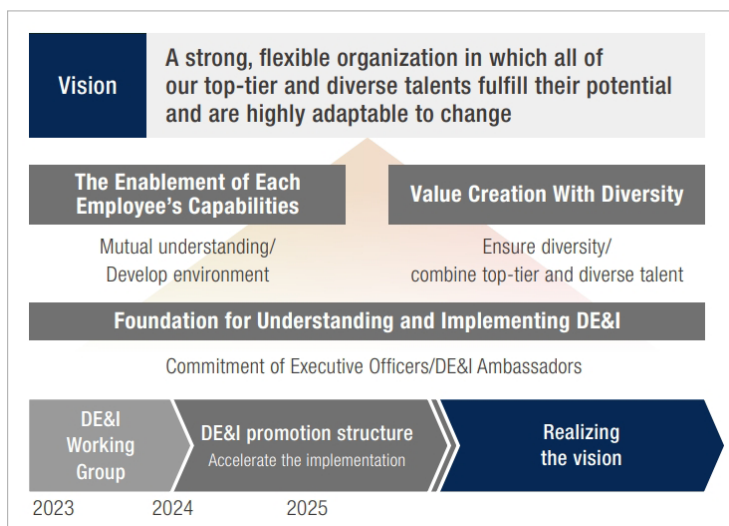 Vision
A strong, flexible organization in which all of
our top-tier and diverse talents fulfill their potential
and are highly adaptable to change
The Enablement of Each
Employee's Capabilities
Mutual understanding/
Develop environment
Value Creation With Diversity
Ensure diversity/
combine top-tier and diverse talent
Foundation for Understanding and Implementing DE&I
Commitment of Executive Officers/DE&I Ambassadors
DE&I
Working
Group
DE&I promotion structure
Accelerate the implementation
Realizing
the vision
2023
2024
2025